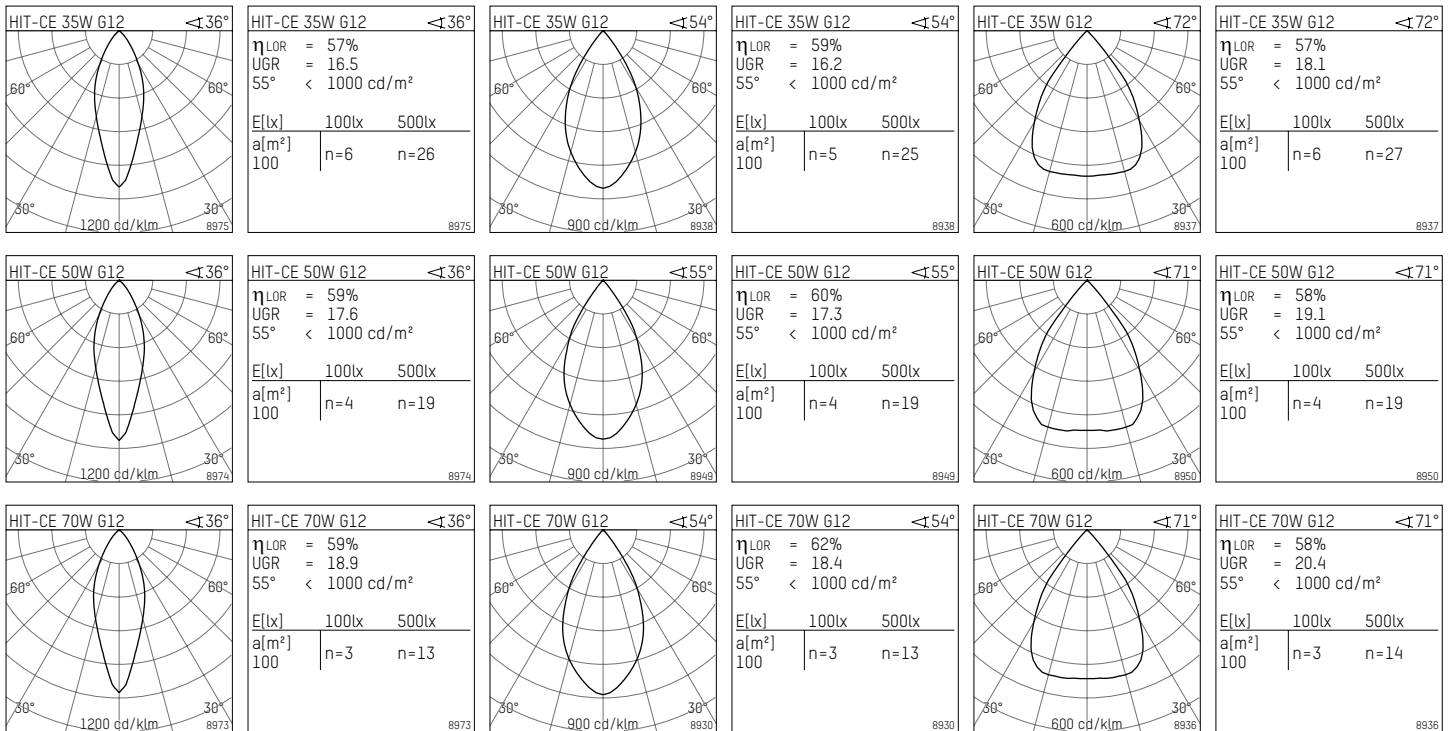 HIT-CE 35W G12 36°
60° 60°
30° 30°
1200 cd/klm 8975
HIT-CE 35W G12 36°
ηLOR = 57%
UGR = 16.5
55° < 1000 cd/m²
E[lx] 100lx 500lx
a[m²]
100 n=6 n=26
8975
HIT-CE 35W G12 54°
60° 60°
30° 30°
900 cd/klm 8938
HIT-CE 35W G12 54°
ηLOR = 59%
UGR = 16.2
55° < 1000 cd/m²
E[lx] 100lx 500lx
a[m²]
100 n=5 n=25
8938
HIT-CE 35W G12 72°
60° 60°
30° 30°
600 cd/klm 8937
HIT-CE 35W G12 72°
ηLOR = 57%
UGR = 18.1
55° < 1000 cd/m²
E[lx] 100lx 500lx
a[m²]
100 n=6 n=27
8937
HIT-CE 50W G12 36°
60° 60°
30° 30°
1200 cd/klm 8974
HIT-CE 50W G12 36°
ηLOR = 59%
UGR = 17.6
55° < 1000 cd/m²
E[lx] 100lx 500lx
a[m²]
100 n=4 n=19
8974
HIT-CE 50W G12 55°
60° 60°
30° 30°
900 cd/klm 8949
HIT-CE 50W G12 55°
ηLOR = 60%
UGR = 17.3
55° < 1000 cd/m²
E[lx] 100lx 500lx
a[m²]
100 n=4 n=19
8949
HIT-CE 50W G12 71°
60° 60°
30° 30°
600 cd/klm 8950
HIT-CE 50W G12 71°
ηLOR = 58%
UGR = 19.1
55° < 1000 cd/m²
E[lx] 100lx 500lx
a[m²]
100 n=4 n=19
8950
HIT-CE 70W G12 36°
60° 60°
30° 30°
1200 cd/klm 8973
HIT-CE 70W G12 36°
ηLOR = 59%
UGR = 18.9
55° < 1000 cd/m²
E[lx] 100lx 500lx
a[m²]
100 n=3 n=13
8973
HIT-CE 70W G12 54°
60° 60°
30° 30°
900 cd/klm 8930
HIT-CE 70W G12 54°
ηLOR = 62%
UGR = 18.4
55° < 1000 cd/m²
E[lx] 100lx 500lx
a[m²]
100 n=3 n=13
8930
HIT-CE 70W G12 71°
60° 60°
30° 30°
600 cd/klm 8936
HIT-CE 70W G12 71°
ηLOR = 58%
UGR = 20.4
55° < 1000 cd/m²
E[lx] 100lx 500lx
a[m²]
100 n=3 n=14
8936